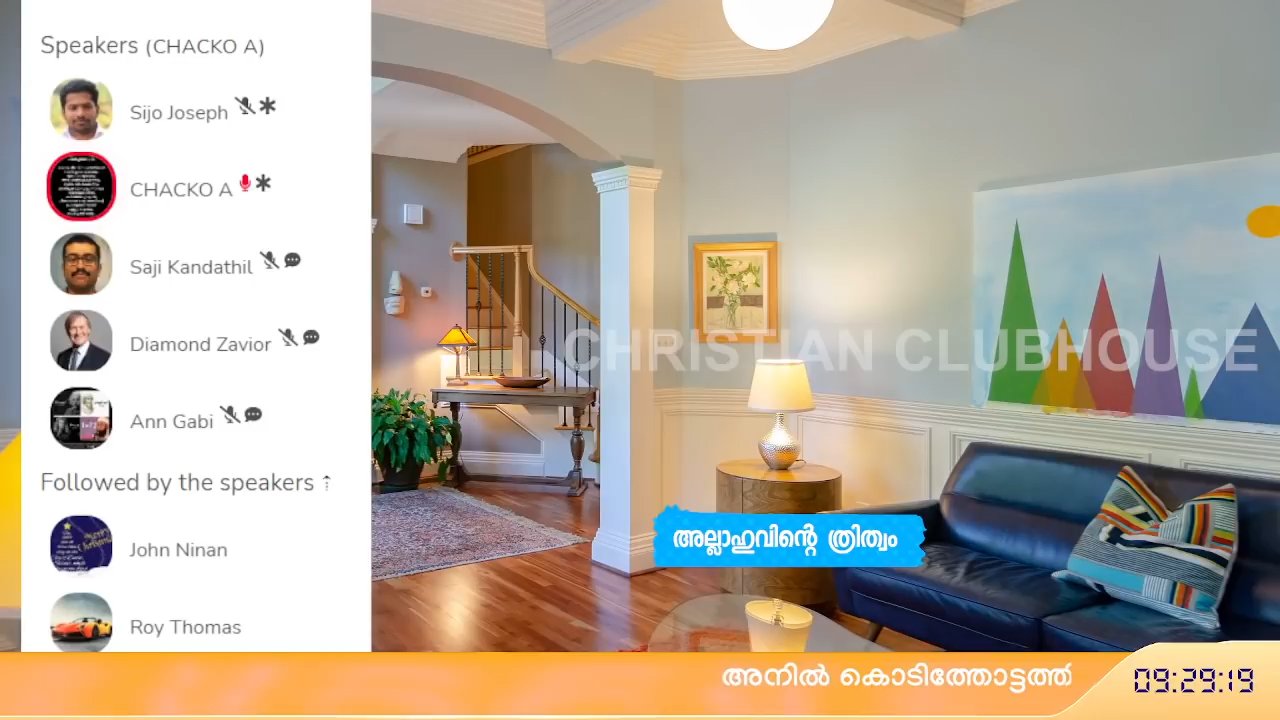 Speakers (CHACKO A)
Sijo Joseph
CHACKO A
Saji Kandathil
Diamond Zavior
Ann Gabi
Followed by the speakers ⇡
John Ninan
Roy Thomas
CHRISTIAN CLUBHOUSE
അല്ലാഹുവിന്റെ ത്രിത്വം
അനിൽ കൊടിത്തോട്ടത്ത്
09:29:19